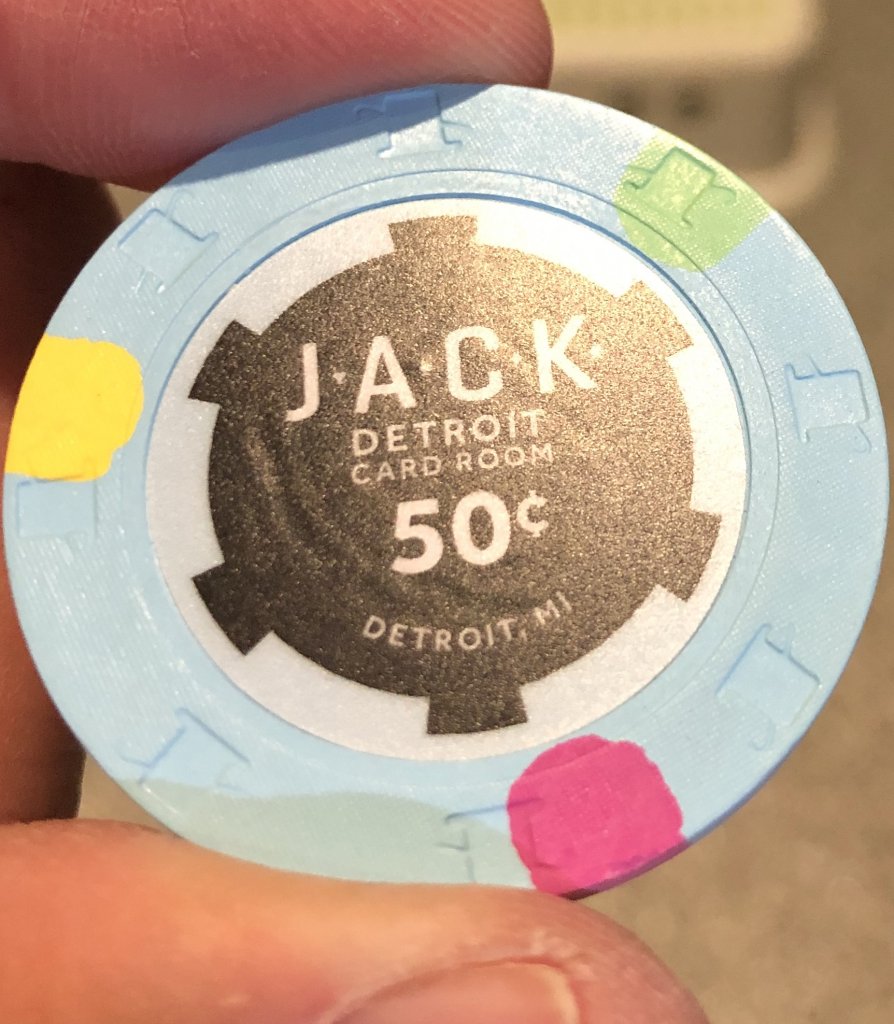 J·A·C·K·
DETROIT
CARD ROOM
50¢
DETROIT, MI